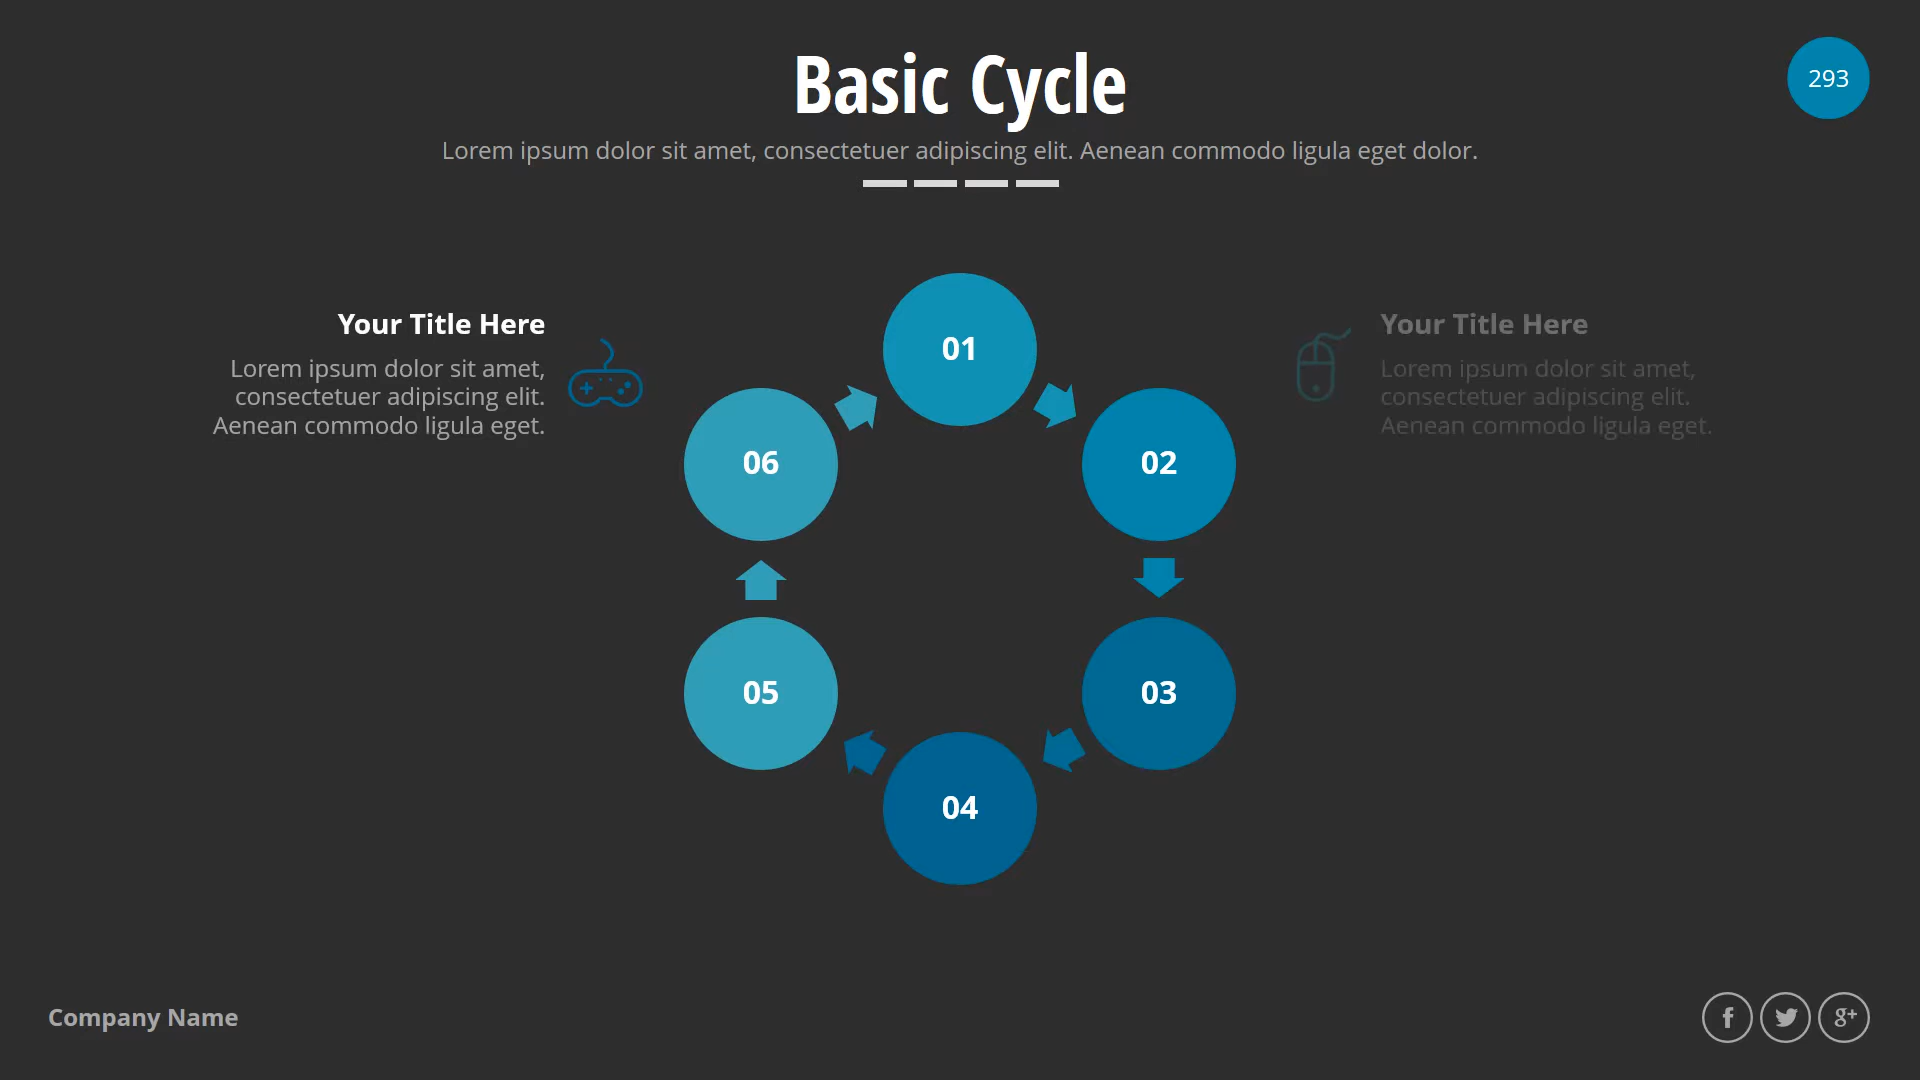 Basic Cycle
293
Lorem ipsum dolor sit amet, consectetuer adipiscing elit. Aenean commodo ligula eget dolor.
Your Title Here
Lorem ipsum dolor sit amet,
consectetuer adipiscing elit.
Aenean commodo ligula eget.
01
02
03
04
05
06
Your Title Here
Lorem ipsum dolor sit amet,
consectetuer adipiscing elit.
Aenean commodo ligula eget.
Company Name
f
g+